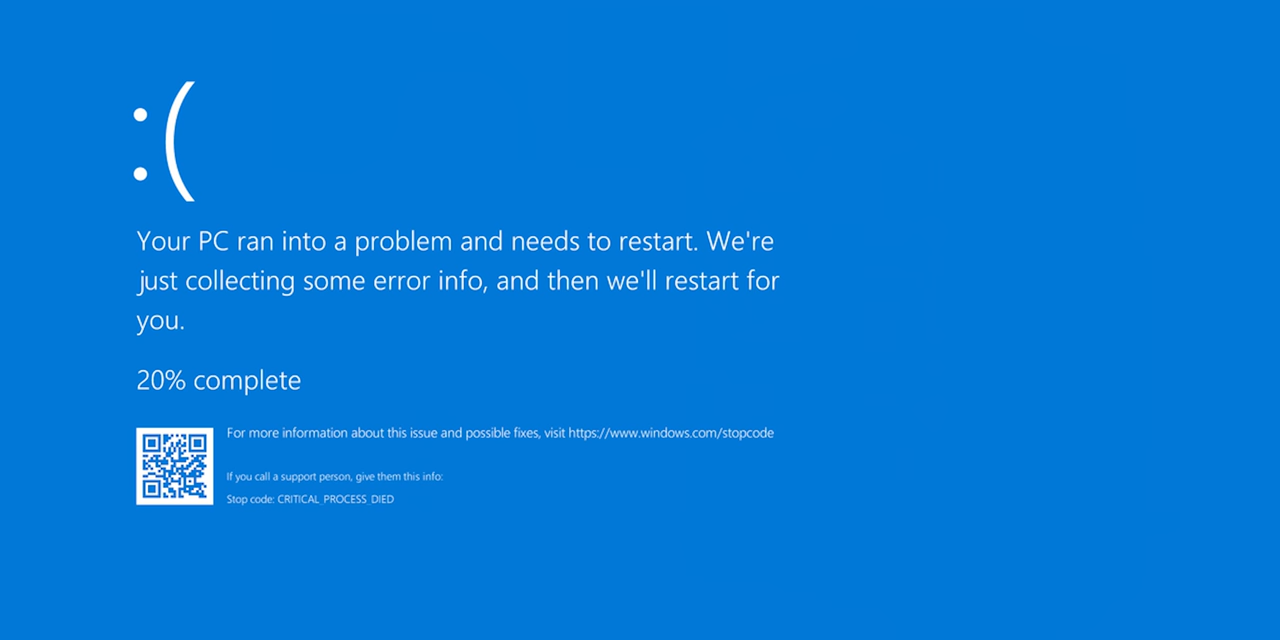 :(
Your PC ran into a problem and needs to restart. We're
just collecting some error info, and then we'll restart for
you.
20% complete
For more information about this issue and possible fixes, visit https://www.windows.com/stopcode
If you call a support person, give them this info:
Stop code: CRITICAL_PROCESS_DIED